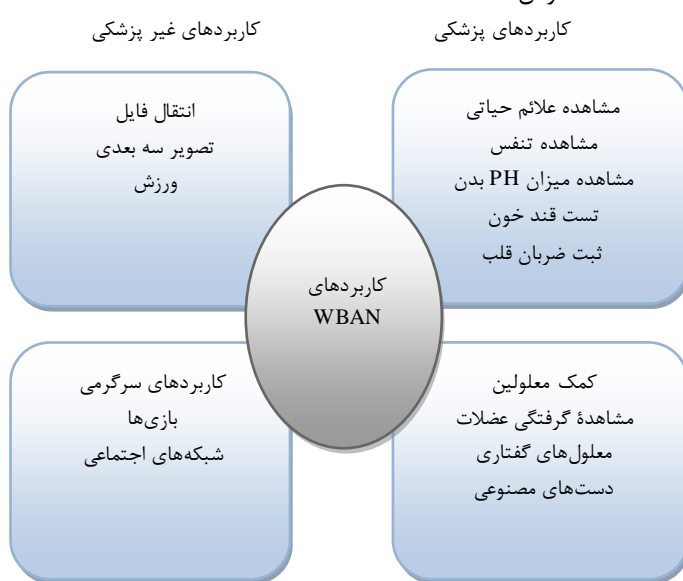 کاربردهای پزشکی
کاربردهای غیر پزشکی
مشاهده علائم حیاتی
مشاهده تنفس
مشاهده میزان PH بدن
تست قند خون
ثبت ضربان قلب
انتقال فایل
تصویر سه بعدی
ورزش
کاربردهای
WBAN
کمک معلولین
مشاهدۀ گرفتگی عضلات
معلول‌های گفتاری
دست‌های مصنوعی
کاربردهای سرگرمی
بازی‌ها
شبکه‌های اجتماعی